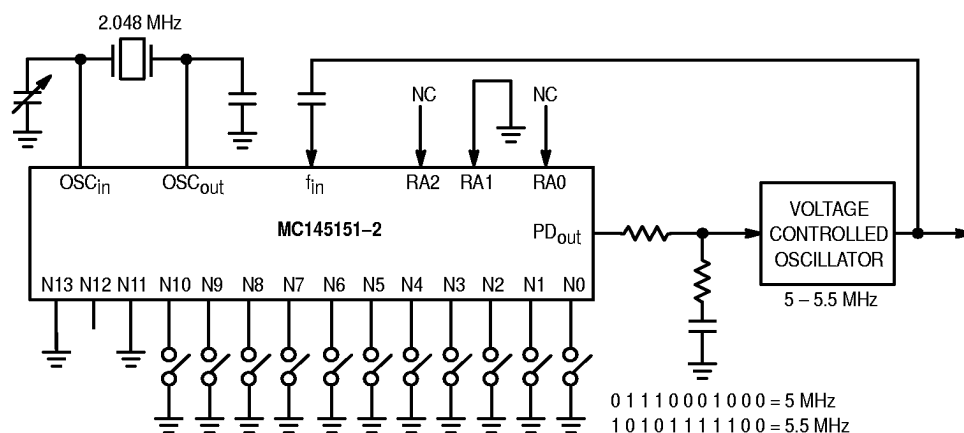 2.048 MHz
NC
NC
OSCin
OSCout
fin
RA2
RA1
RA0
MC145151–2
PDout
VOLTAGE
CONTROLLED
OSCILLATOR
N13
N12
N11
N10
N9
N8
N7
N6
N5
N4
N3
N2
N1
N0
5 – 5.5 MHz
0 1 1 1 0 0 0 1 0 0 0 = 5 MHz
1 0 1 0 1 1 1 1 1 0 0 = 5.5 MHz